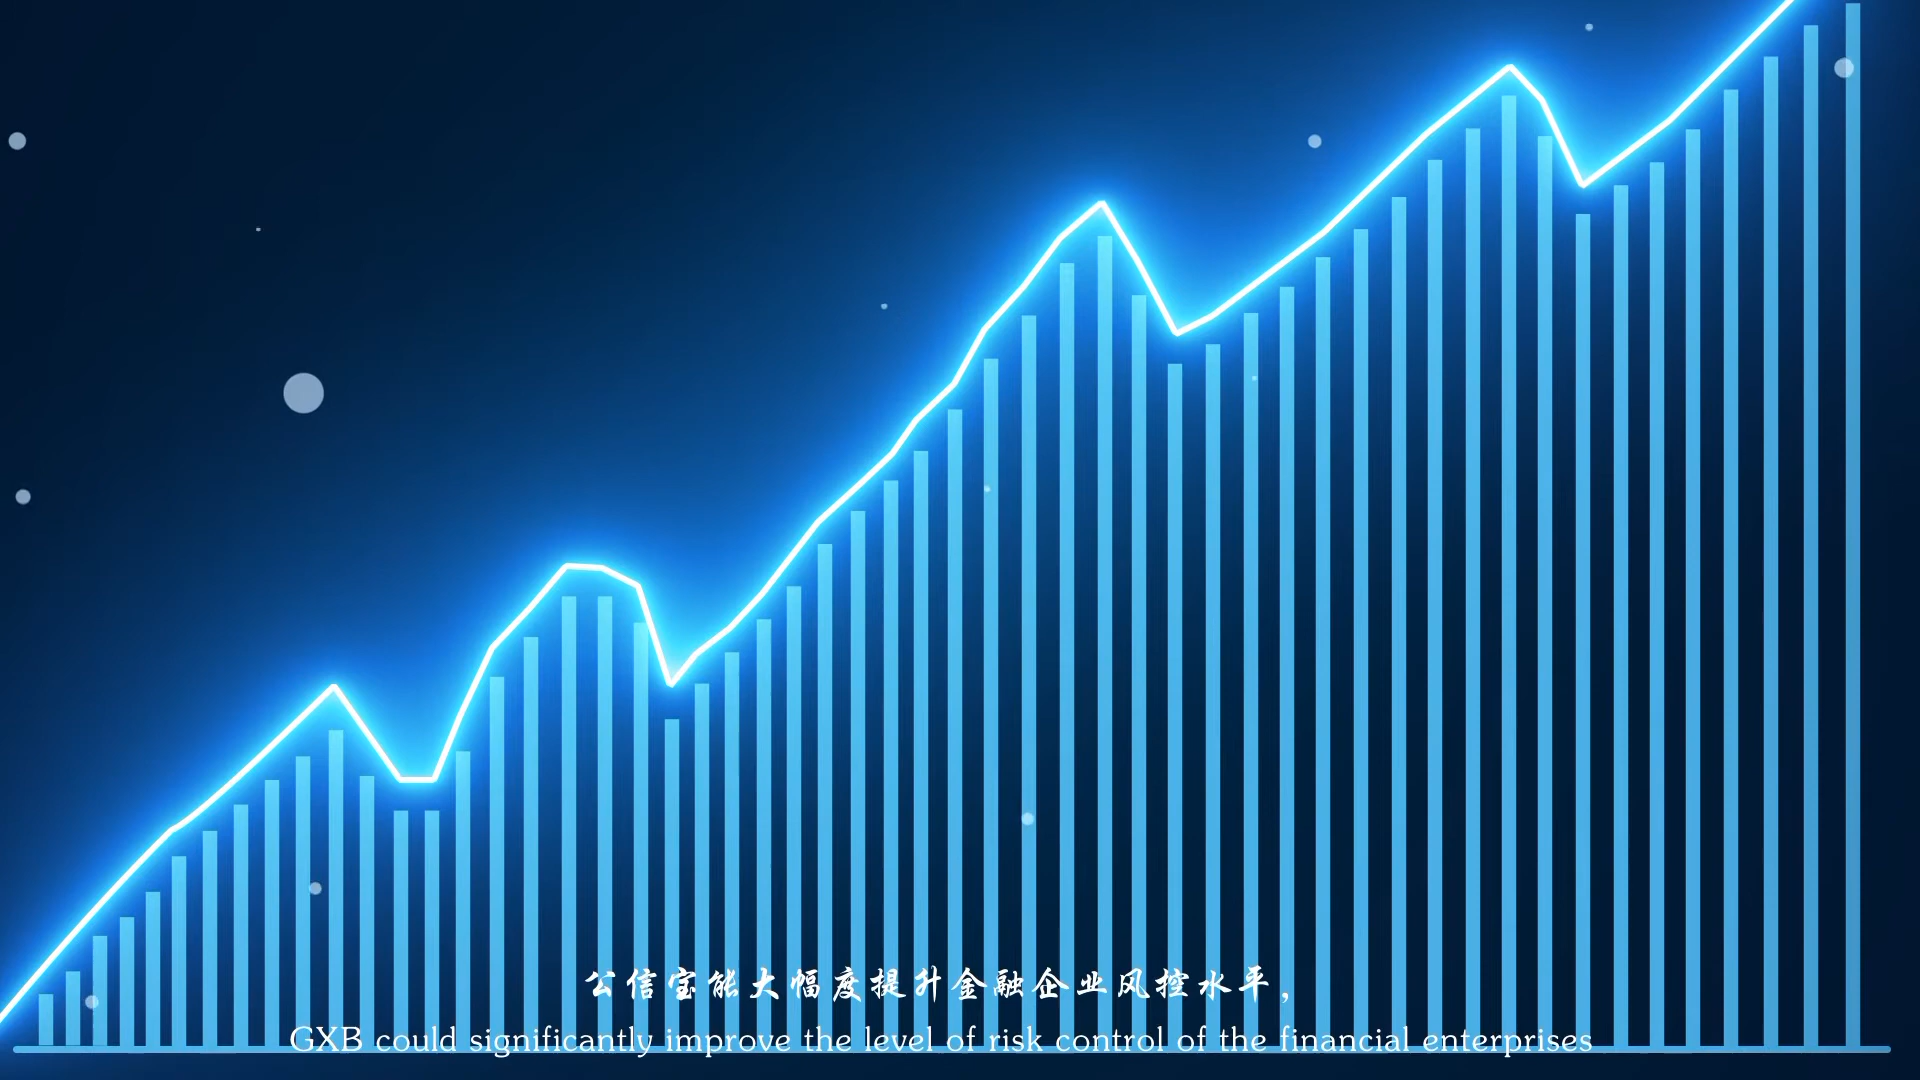 公信宝能大幅度提升金融企业风控水平，
GXB could significantly improve the level of risk control of the financial enterprises